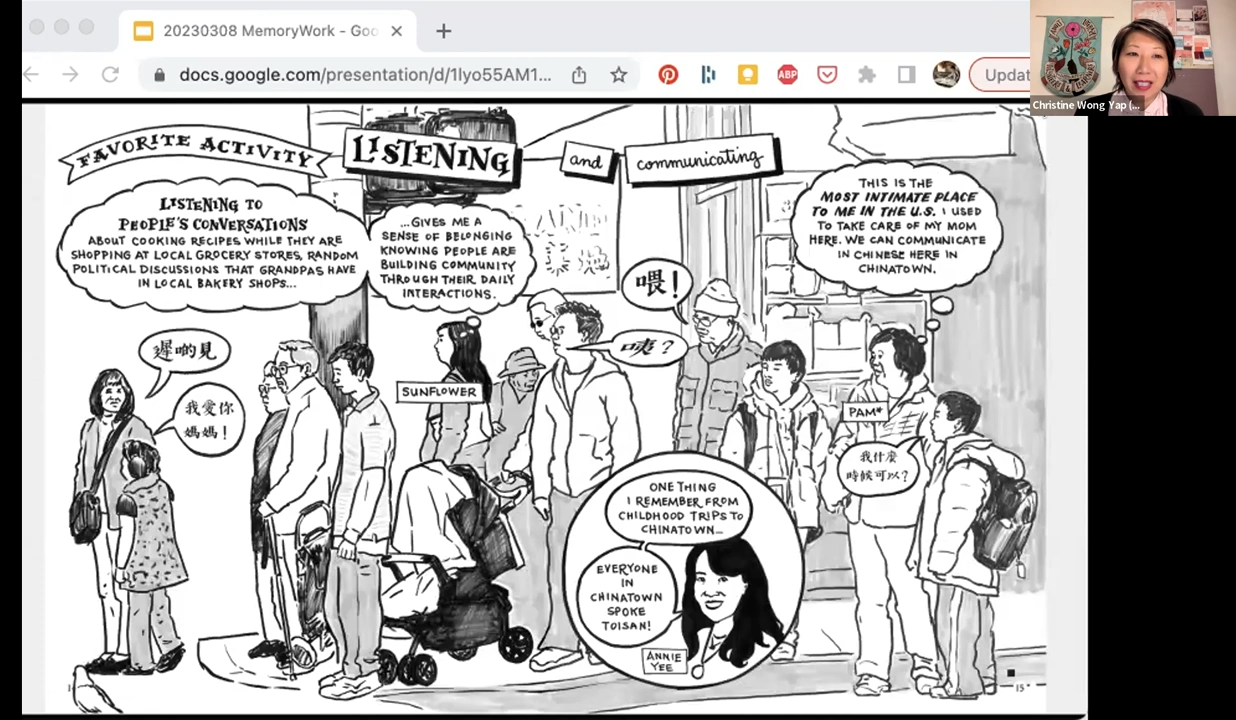 20230308 MemoryWork - Goo
docs.google.com/presentation/d/1lyo55AM1...
ABP
Updat
Christine Wong Yap (...
FAVORITE ACTIVITY
LISTENING
and
communicating
LISTENING TO
PEOPLE'S CONVERSATIONS
ABOUT COOKING RECIPES WHILE THEY ARE
SHOPPING AT LOCAL GROCERY STORES, RANDOM
POLITICAL DISCUSSIONS THAT GRANDPAS HAVE
IN LOCAL BAKERY SHOPS...
...GIVES ME A
SENSE OF BELONGING
KNOWING PEOPLE ARE
BUILDING COMMUNITY
THROUGH THEIR DAILY
INTERACTIONS.
THIS IS THE
MOST INTIMATE PLACE
TO ME IN THE U.S. I USED
TO TAKE CARE OF MY MOM
HERE. WE CAN COMMUNICATE
IN CHINESE HERE IN
CHINATOWN.
喂!
咦?
遲啲見
我愛你
媽媽!
SUNFLOWER
PAM*
我什麼
時候可以?
ONE THING
I REMEMBER FROM
CHILDHOOD TRIPS TO
CHINATOWN...
EVERYONE
IN
CHINATOWN
SPOKE
TOISAN!
ANNIE
YEE
15